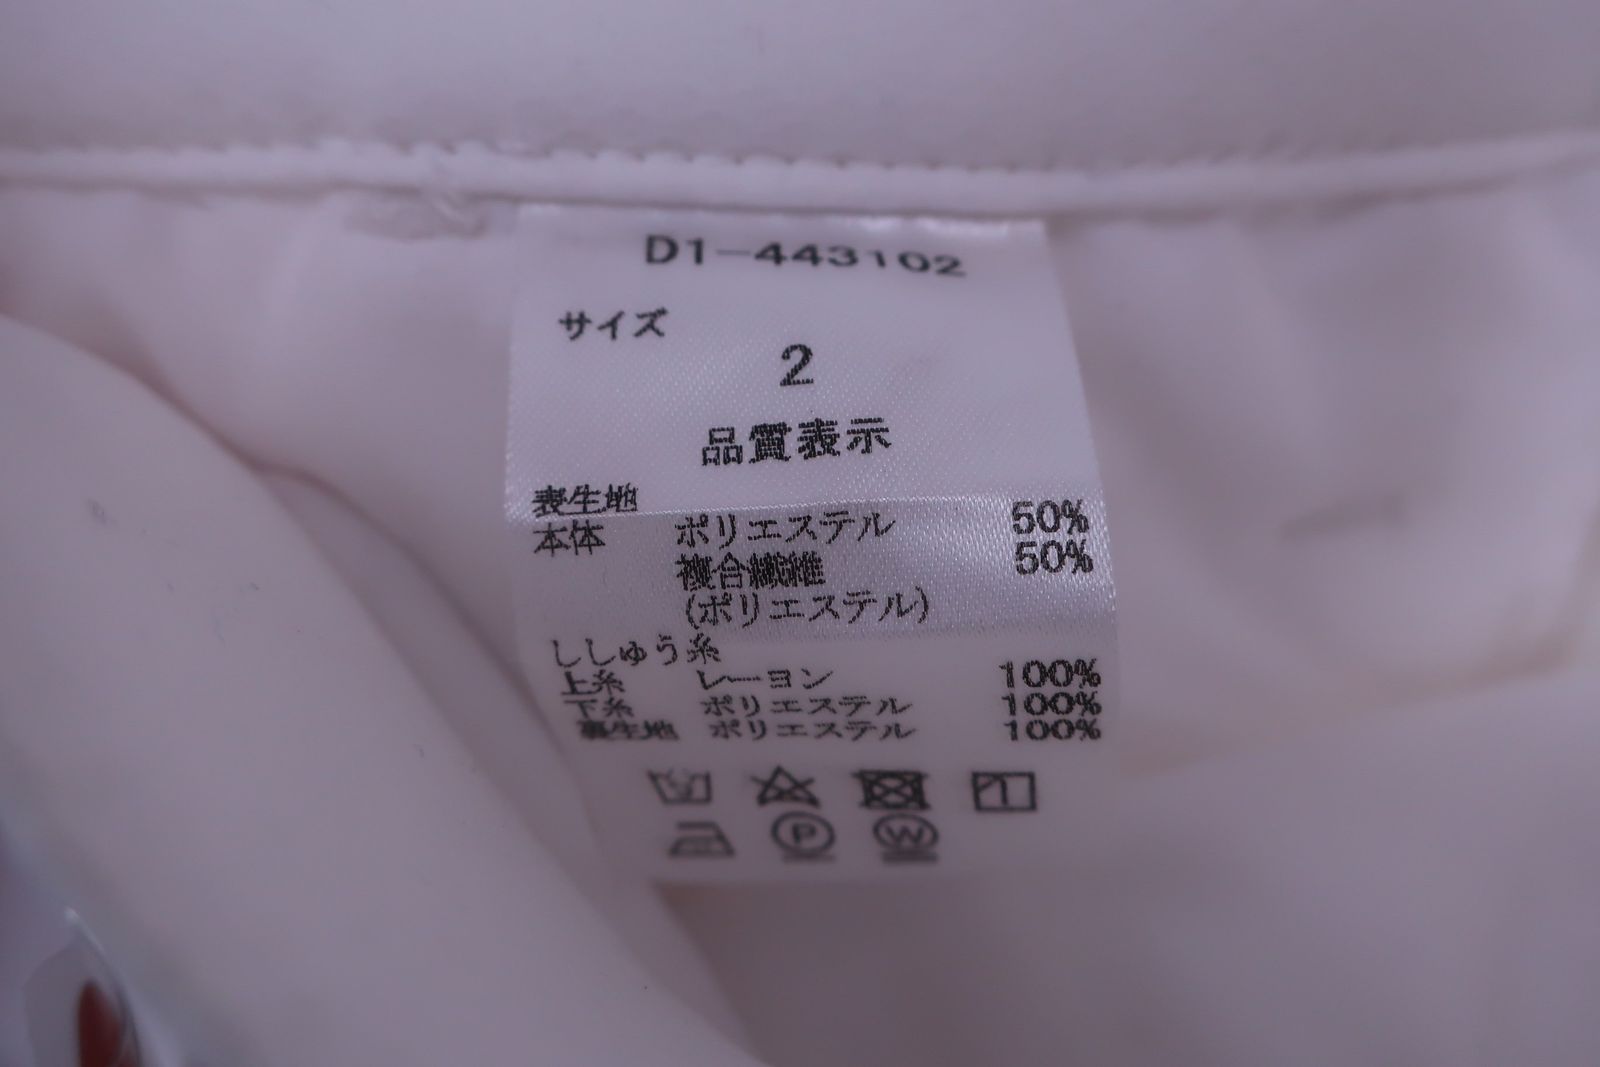 D1-443102
サイズ
2
品質表示
表生地
本体 ポリエステル 50%
複合繊維 50%
(ポリエステル)
ししゅう糸
上糸 レーヨン 100%
下糸 ポリエステル 100%
裏生地 ポリエステル 100%
P W